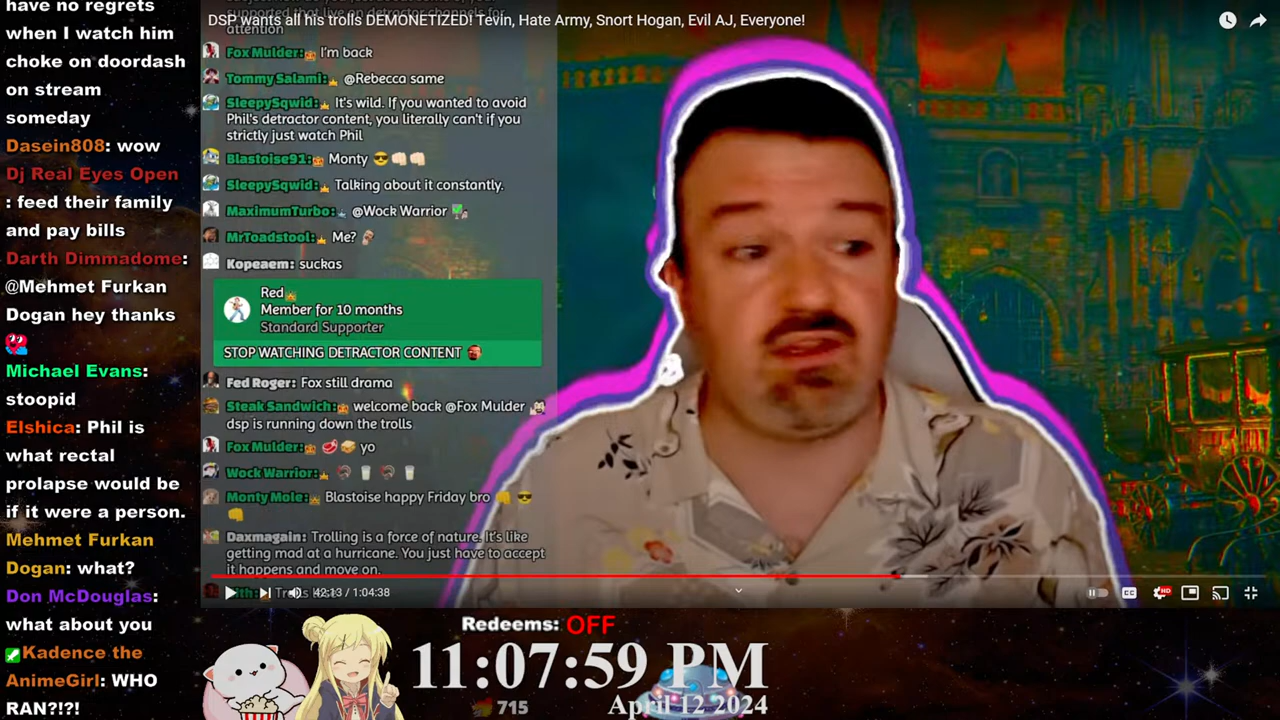 have no regrets
when I watch him
choke on doordash
on stream
someday
Dasein808: wow
Dj Real Eyes Open
: feed their family
and pay bills
Darth Dimmadome:
@Mehmet Furkan
Dogan hey thanks
Michael Evans:
stoopid
Elshica: Phil is
what rectal
prolapse would be
if it were a person.
Mehmet Furkan
Dogan: what?
Don McDouglas:
what about you
Kadence the
AnimeGirl: WHO
RAN?!?!
DSP wants all his trolls DEMONETIZED! Tevin, Hate Army, Snort Hogan, Evil AJ, Everyone!
attention
Fox Mulder: I'm back
Tommy Salami: @Rebecca same
SleepySqwid: It's wild. If you wanted to avoid
Phil's detractor content, you literally can't if you
strictly just watch Phil
Blastoise91: Monty
SleepySqwid: Talking about it constantly.
MaximumTurbo: @Wock Warrior
MrToadstool: Me?
Kopeaem: suckas
Red
Member for 10 months
Standard Supporter
STOP WATCHING DETRACTOR CONTENT
Fed Roger: Fox still drama
Steak Sandwich: welcome back @Fox Mulder
dsp is running down the trolls
Fox Mulder: yo
Wock Warrior:
Monty Mole: Blastoise happy Friday bro
Daxmagain: Trolling is a force of nature. It's like
getting mad at a hurricane. You just have to accept
it happens and move on.
42:13 / 1:04:38
CC
HD
Redeems: OFF
11:07:59 PM
715
April 12 2024